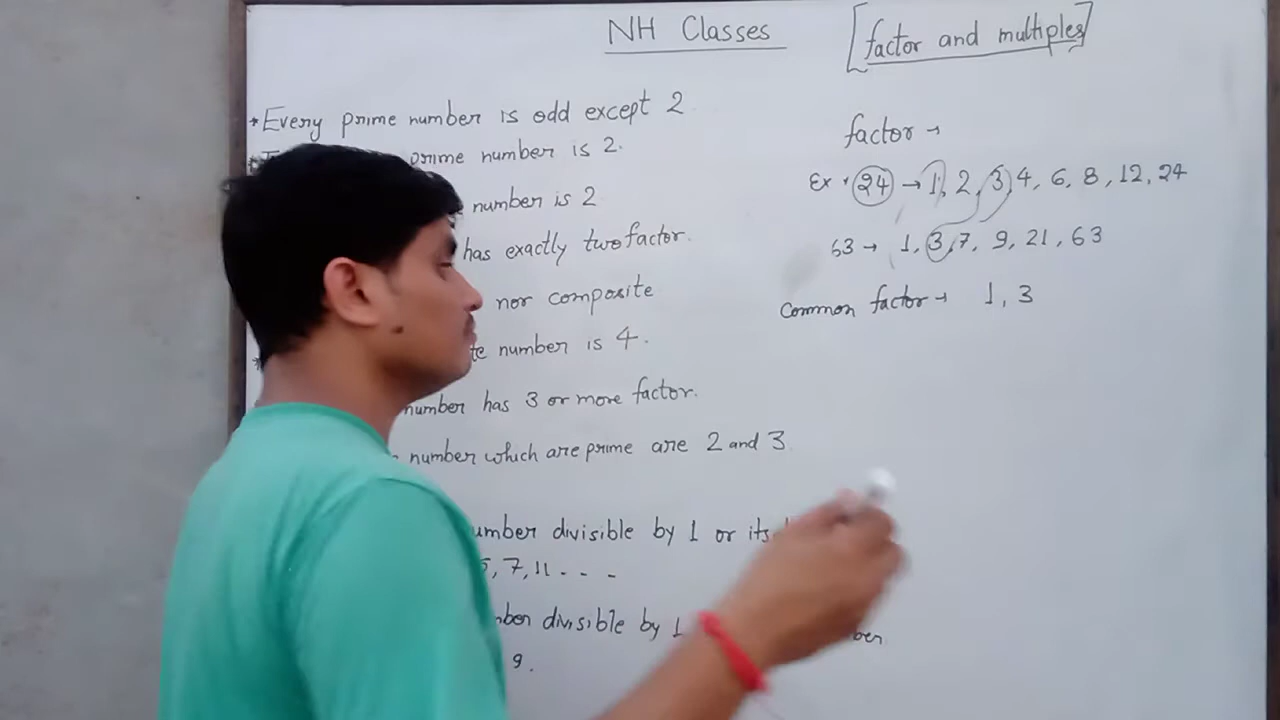 NH Classes
[factor and multiples]
*Every prime number is odd except 2
* prime number is 2.
number is 2
has exactly two factor.
nor composite
* number is 4.
number has 3 or more factor.
number which are prime are 2 and 3
number divisible by 1 or its
5, 7, 11 - - -
divisible by 1
9.
factor →
Ex • 24 → 1, 2, 3, 4, 6, 8, 12, 24
63 → 1, 3, 7, 9, 21, 63
Common factor → 1, 3